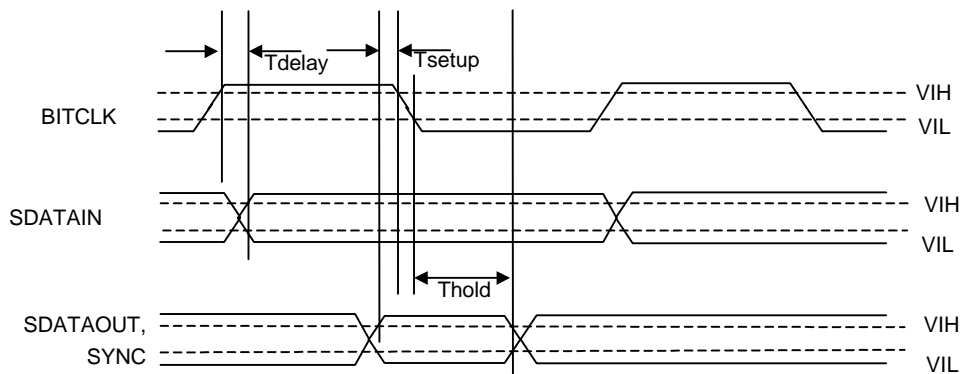 Tdelay
Tsetup
BITCLK
VIH
VIL
SDATAIN
VIH
VIL
Thold
SDATAOUT,
SYNC
VIH
VIL